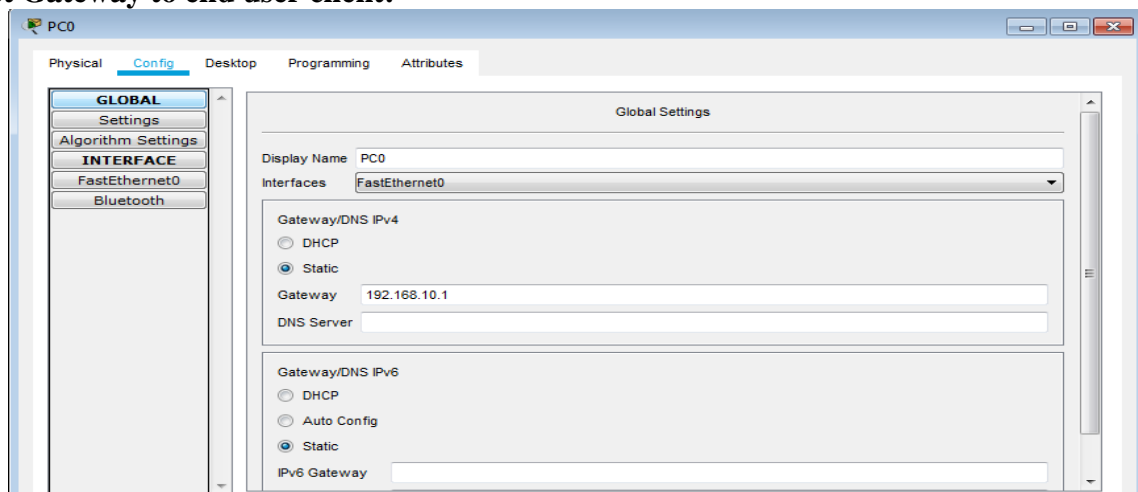 Gateway to end user client:
PC0
Physical Config Desktop Programming Attributes
GLOBAL
Settings
Algorithm Settings
INTERFACE
FastEthernet0
Bluetooth
Global Settings
Display Name PC0
Interfaces FastEthernet0
Gateway/DNS IPv4
DHCP
Static
Gateway 192.168.10.1
DNS Server
Gateway/DNS IPv6
DHCP
Auto Config
Static
IPv6 Gateway